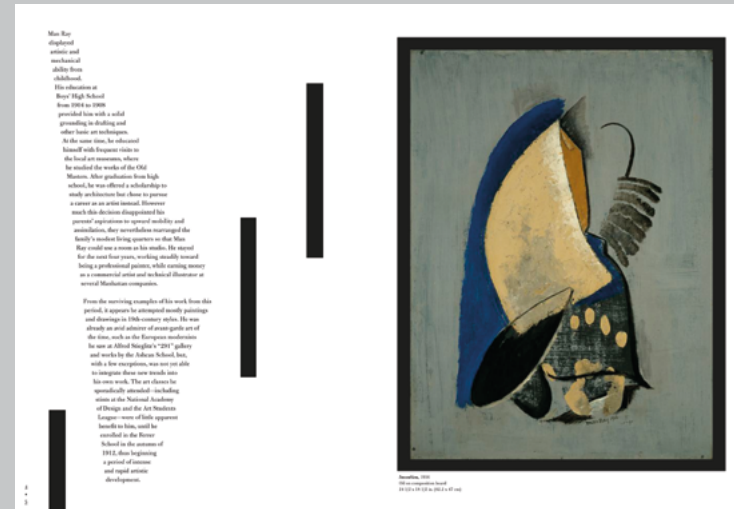 Man Ray
displayed
artistic and
mechanical
ability from
childhood.
His education at
Boys' High School
from 1904 to 1908
provided him with a solid
grounding in drafting and
other basic art techniques.
At the same time, he educated
himself with frequent visits to
the local art museums, where
he studied the works of the Old
Masters. After graduation from high
school, he was offered a scholarship to
study architecture but chose to pursue
a career as an artist instead. However
much this decision disappointed his
parents' aspirations to upward mobility and
assimilation, they nevertheless rearranged the
family's modest living quarters so that Man
Ray could use a room as his studio. He stayed
for the next four years, working steadily toward
being a professional painter, while earning money
as a commercial artist and technical illustrator at
several Manhattan companies.
From the surviving examples of his work from this
period, it appears he attempted mostly paintings
and drawings in 19th-century styles. He was
already an avid admirer of avant-garde art of
the time, such as the European modernists
he saw at Alfred Stieglitz's "291" gallery
and works by the Ashcan School, but,
with a few exceptions, was not yet able
to integrate these new trends into
his own work. The art classes he
sporadically attended—including
stints at the National Academy
of Design and the Art Students
League—were of little apparent
benefit to him, until he
enrolled in the Ferrer
School in the autumn of
1912, thus beginning
a period of intense
and rapid artistic
development.
Oil on composition board